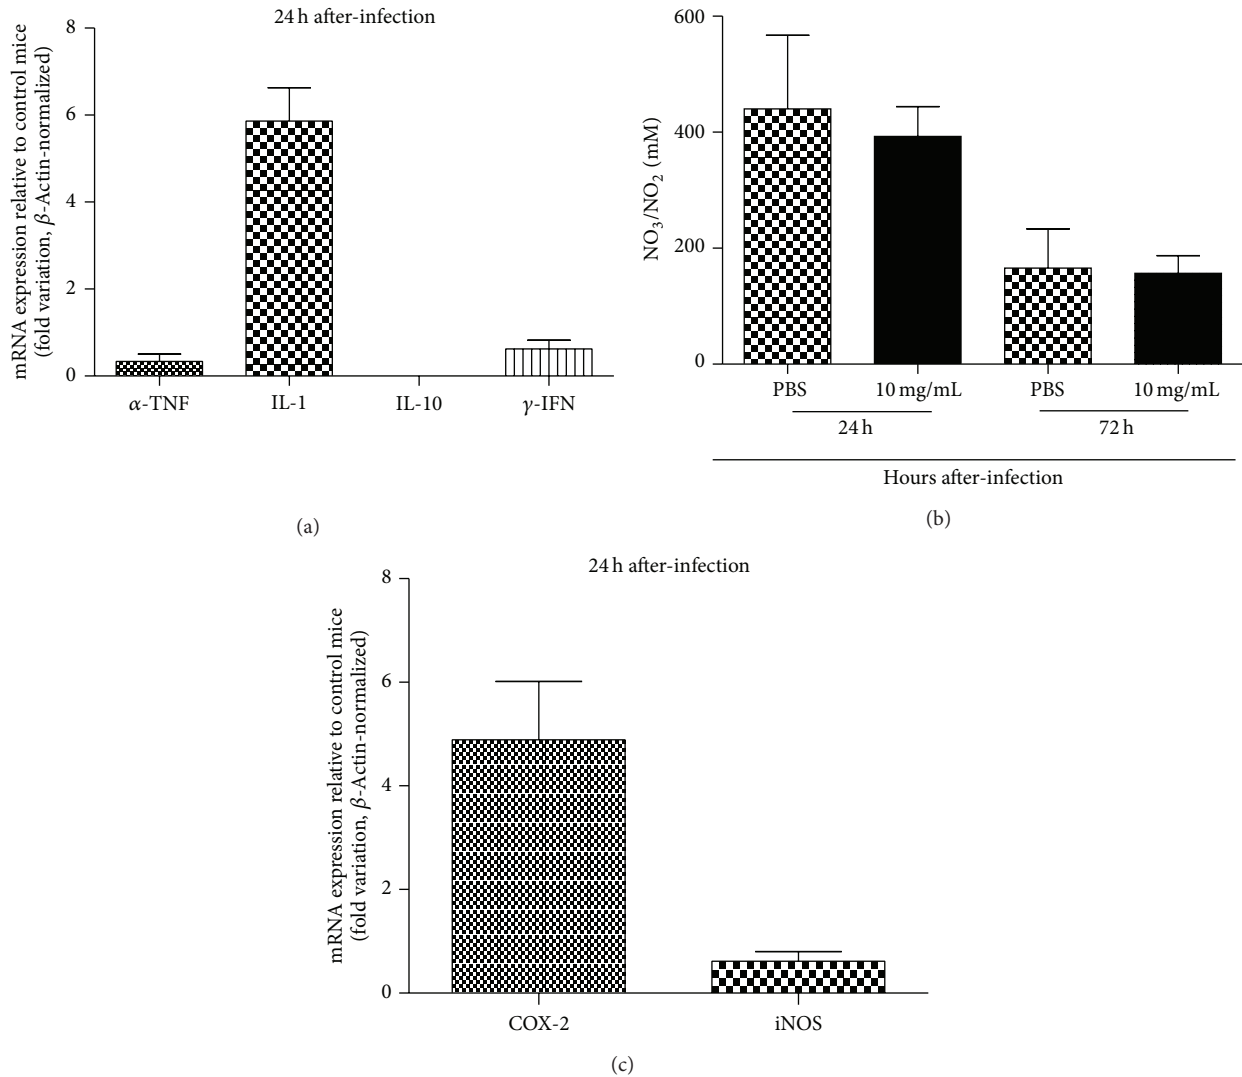 24 h after-infection
mRNA expression relative to control mice
(fold variation, β-Actin-normalized)
8
6
4
2
0
α-TNF IL-1 IL-10 γ-IFN
(a)
NO₃/NO₂ (mM)
600
400
200
0
PBS 10 mg/mL PBS 10 mg/mL
24 h 72 h
Hours after-infection
(b)
24 h after-infection
mRNA expression relative to control mice
(fold variation, β-Actin-normalized)
8
6
4
2
0
COX-2 iNOS
(c)